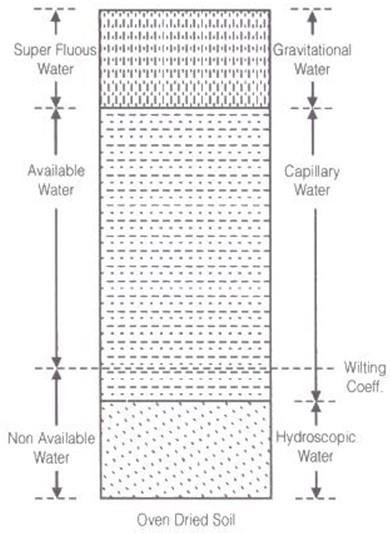 Super Fluous
Water
Gravitational
Water
Available
Water
Capillary
Water
Wilting
Coeff.
Non Available
Water
Hydroscopic
Water
Oven Dried Soil